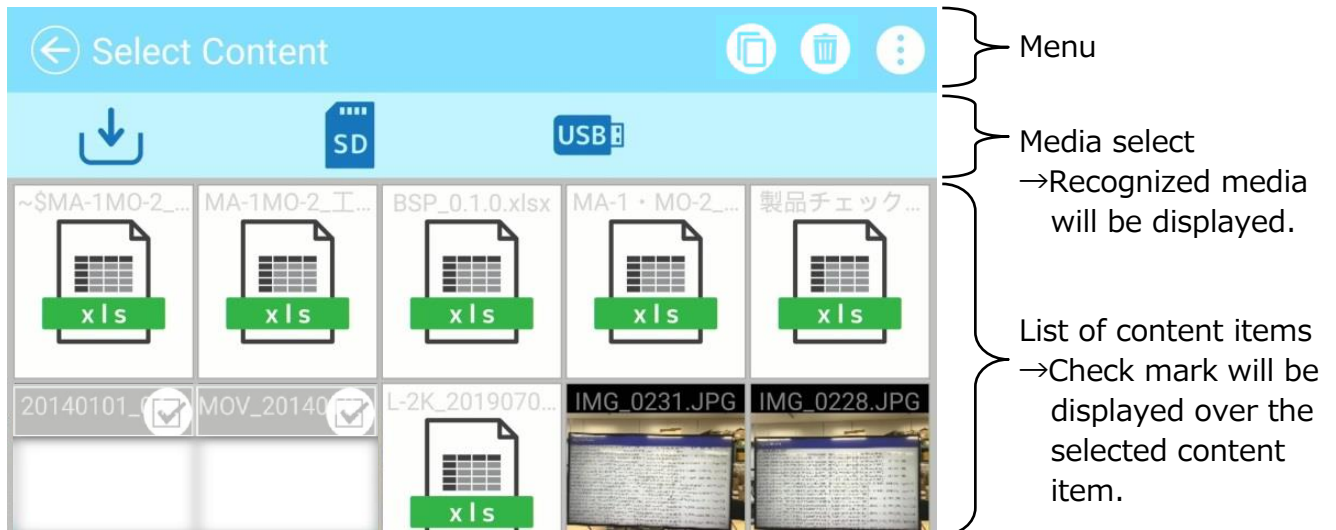 Select Content
Menu
SD
USB
Media select
→Recognized media
will be displayed.
~$MA-1MO-2_...
MA-1MO-2_工...
BSP_0.1.0.xlsx
MA-1・MO-2_...
製品チェック...
xls
xls
xls
xls
xls
List of content items
→Check mark will be
displayed over the
selected content
item.
20140101_
MOV_20140
L-2K_2019070...
IMG_0231.JPG
IMG_0228.JPG
xls